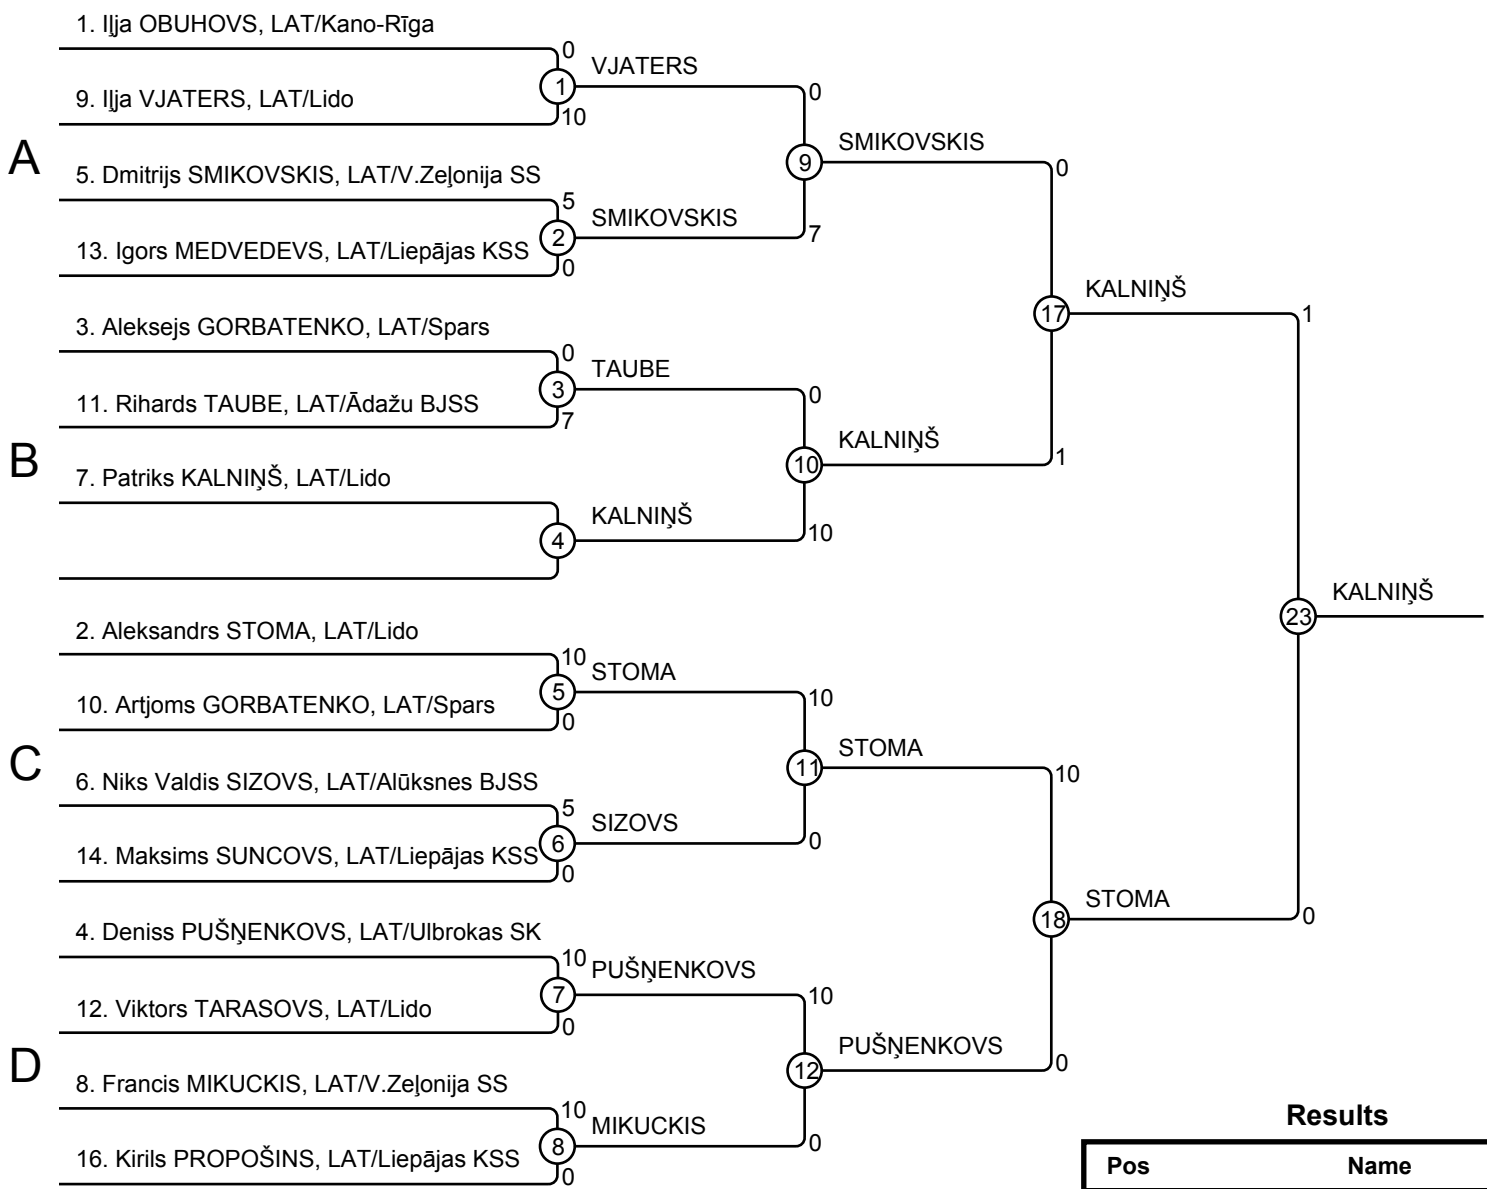 1. Iļja OBUHOVS, LAT/Kano-Rīga
0
VJATERS
1
0
9. Iļja VJATERS, LAT/Lido
10
A
SMIKOVSKIS
9
0
5. Dmitrijs SMIKOVSKIS, LAT/V.Zeļonija SS
5
SMIKOVSKIS
2
7
13. Igors MEDVEDEVS, LAT/Liepājas KSS
0
KALNIŅŠ
17
1
3. Aleksejs GORBATENKO, LAT/Spars
0
TAUBE
3
0
11. Rihards TAUBE, LAT/Ādažu BJSS
7
B
KALNIŅŠ
10
1
7. Patriks KALNIŅŠ, LAT/Lido
KALNIŅŠ
4
10
KALNIŅŠ
23
2. Aleksandrs STOMA, LAT/Lido
10
STOMA
5
10
10. Artjoms GORBATENKO, LAT/Spars
0
C
STOMA
11
10
6. Niks Valdis SIZOVS, LAT/Alūksnes BJSS
5
SIZOVS
6
0
14. Maksims SUNCOVS, LAT/Liepājas KSS
0
STOMA
18
0
4. Deniss PUŠŅENKOVS, LAT/Ulbrokas SK
10
PUŠŅENKOVS
7
10
12. Viktors TARASOVS, LAT/Lido
0
D
PUŠŅENKOVS
12
0
8. Francis MIKUCKIS, LAT/V.Zeļonija SS
10
MIKUCKIS
8
0
16. Kirils PROPOŠINS, LAT/Liepājas KSS
0
Results
Pos Name